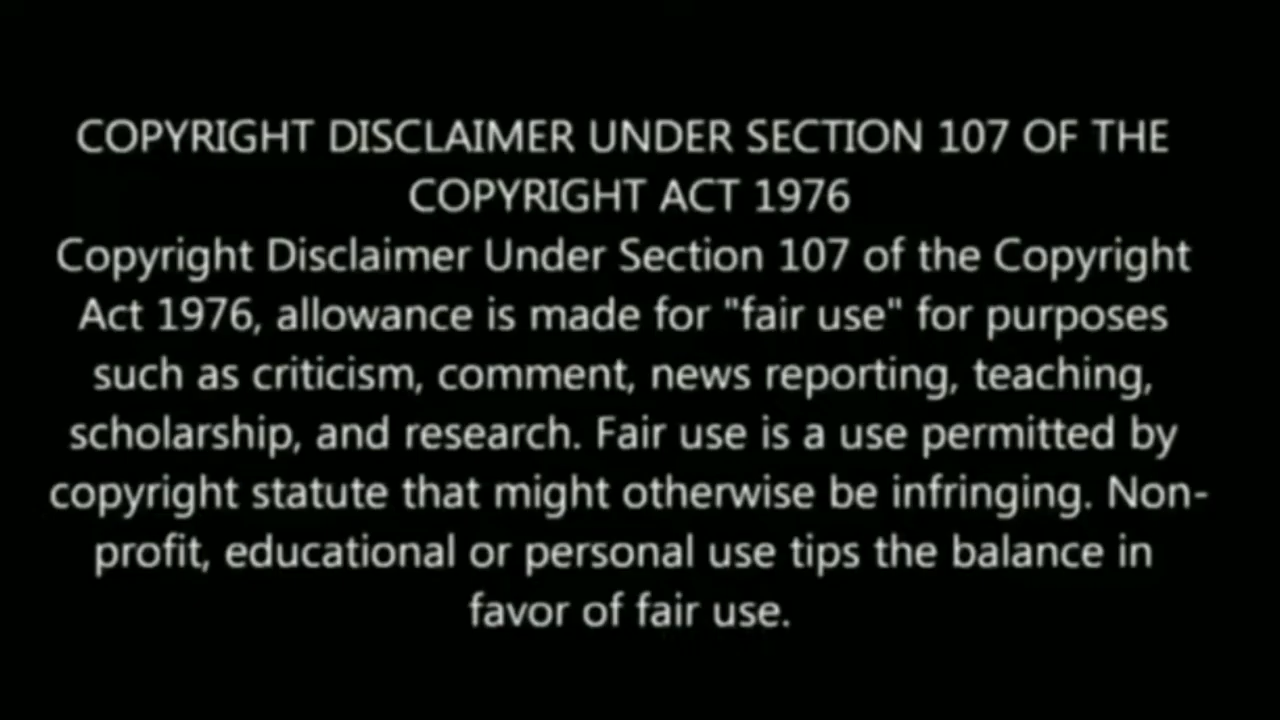 COPYRIGHT DISCLAIMER UNDER SECTION 107 OF THE
COPYRIGHT ACT 1976
Copyright Disclaimer Under Section 107 of the Copyright
Act 1976, allowance is made for "fair use" for purposes
such as criticism, comment, news reporting, teaching,
scholarship, and research. Fair use is a use permitted by
copyright statute that might otherwise be infringing. Non-
profit, educational or personal use tips the balance in
favor of fair use.